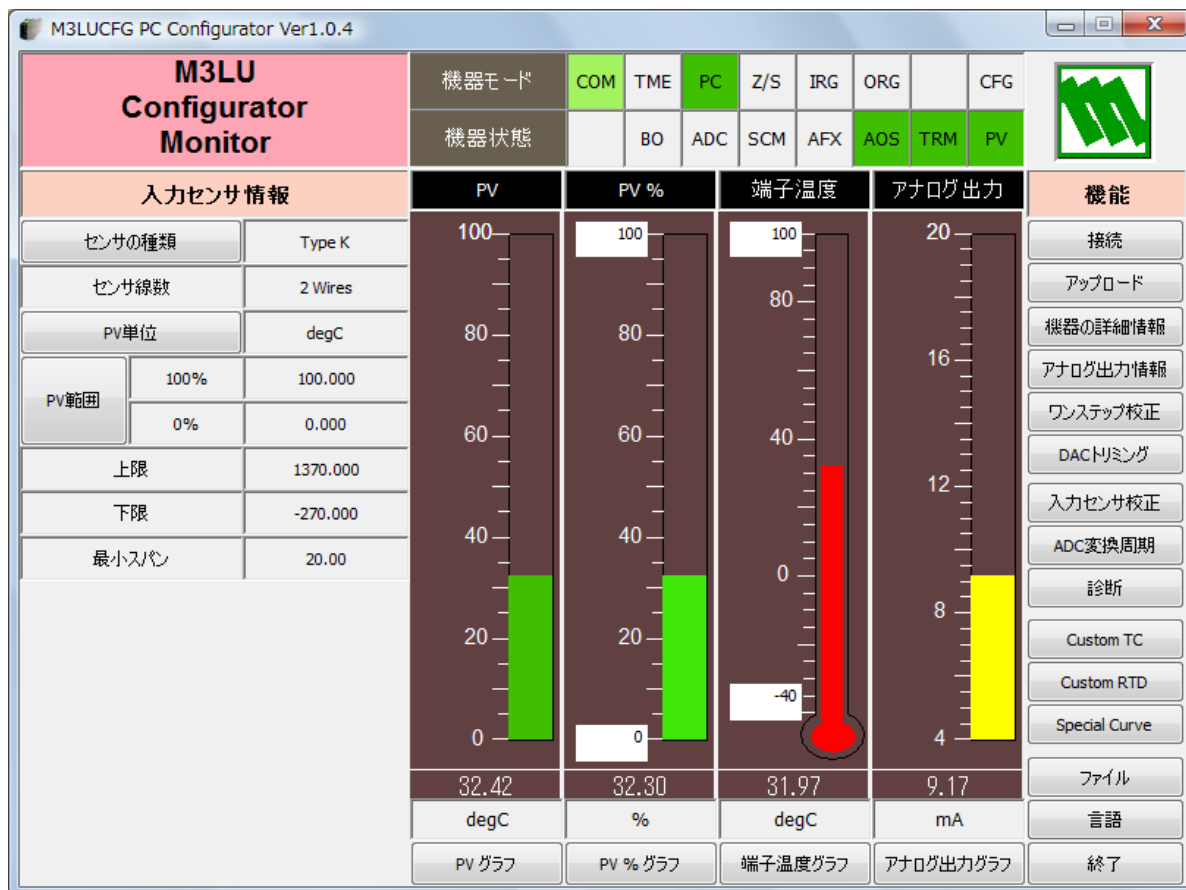 M3LUCFG PC Configurator Ver1.0.4
M3LU
Configurator
Monitor
機器モード
COM TME PC Z/S IRG ORG CFG
機器状態
BO ADC SCM AFX AOS TRM PV
入力センサ情報
センサの種類 Type K
センサ線数 2 Wires
PV単位 degC
PV範囲
100% 100.000
0% 0.000
上限 1370.000
下限 -270.000
最小スパン 20.00
PV
100
80
60
40
20
0
32.42
degC
PV グラフ
PV %
100
80
60
40
20
0
32.30
%
PV % グラフ
端子温度
100
80
40
0
-40
31.97
degC
端子温度グラフ
アナログ出力
20
16
12
8
4
9.17
mA
アナログ出力グラフ
機能
接続
アップロード
機器の詳細情報
アナログ出力情報
ワンステップ校正
DACトリミング
入力センサ校正
ADC変換周期
診断
Custom TC
Custom RTD
Special Curve
ファイル
言語
終了